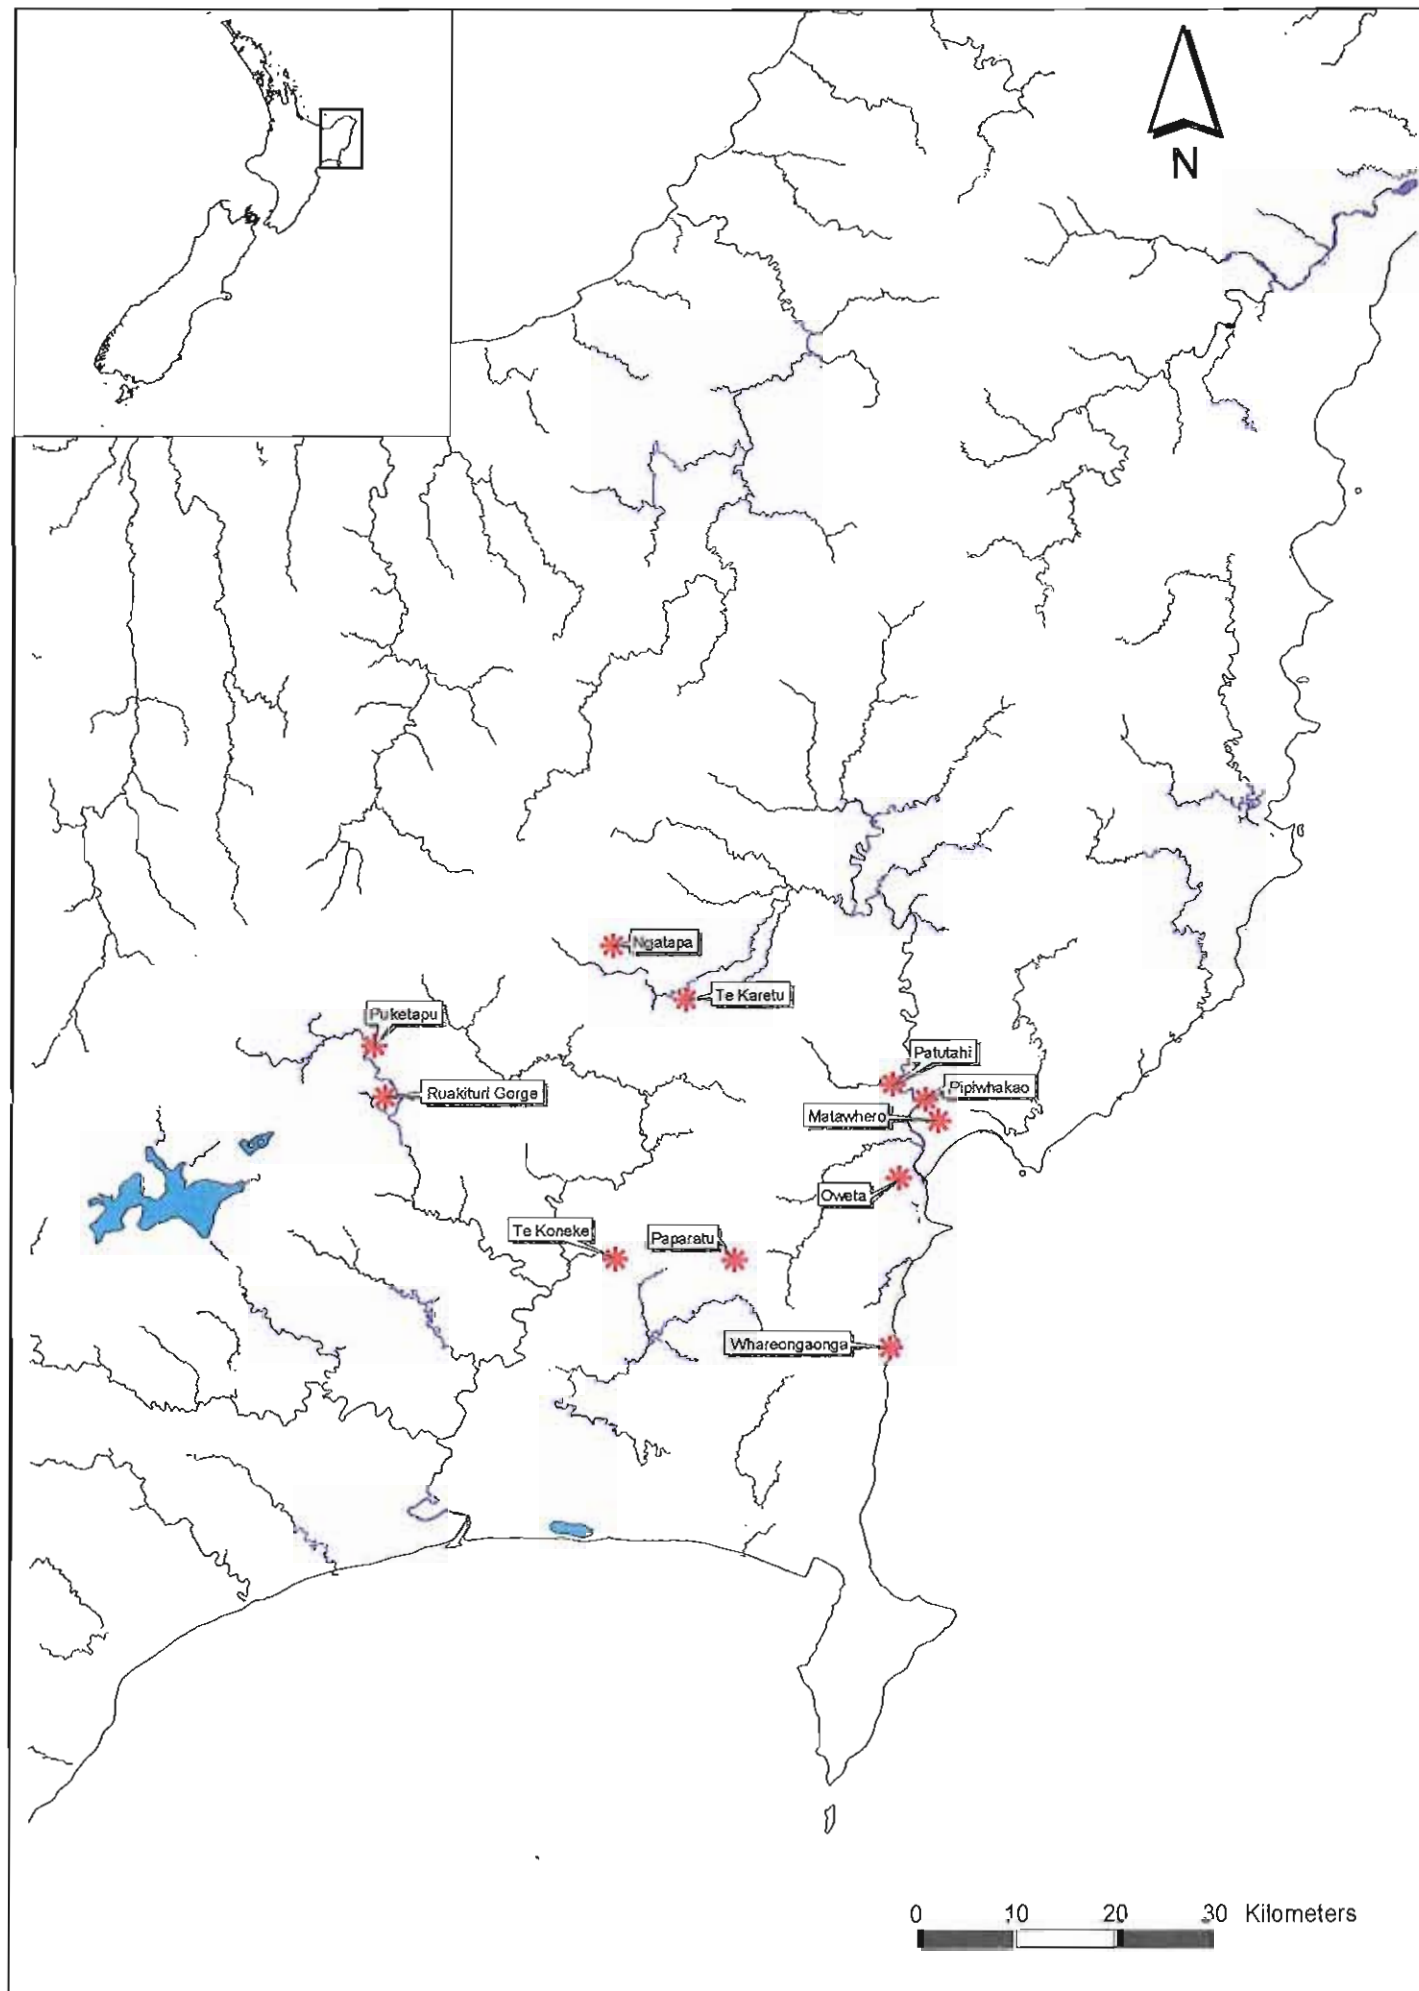 N
Ngatapa
Te Karetu
Puketapu
Patutahi
Ruakituri Gorge
Pipiwhakao
Matawhero
Oweta
Te Koneke
Paparatu
Whareongaonga
0 10 20 30 Kilometers